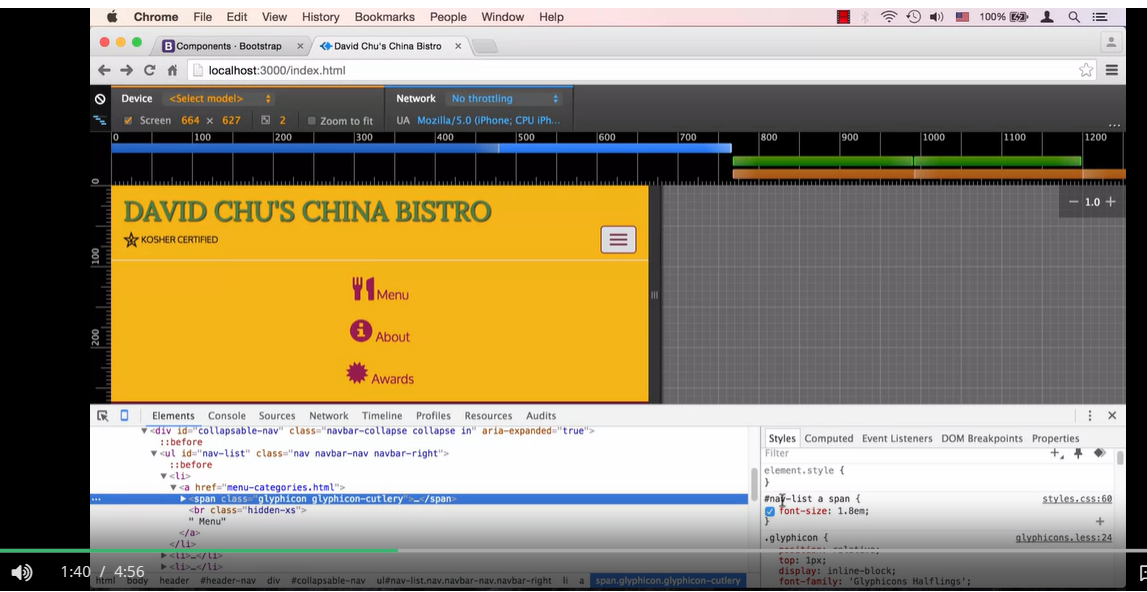 Chrome File Edit View History Bookmarks People Window Help 100%
Components · Bootstrap × David Chu's China Bistro ×
localhost:3000/index.html
Device <Select model> Network No throttling
Screen 664 × 627 2 Zoom to fit UA Mozilla/5.0 (iPhone; CPU iPh... ...
0 100 200 300 400 500 600 700 800 900 1000 1100 1200
0
100
200
DAVID CHU'S CHINA BISTRO
KOSHER CERTIFIED
− 1.0 +
Menu
About
Awards
Elements Console Sources Network Timeline Profiles Resources Audits
▼<div id="collapsable-nav" class="navbar-collapse collapse in" aria-expanded="true">
::before
▼<ul id="nav-list" class="nav navbar-nav navbar-right">
::before
▼<li>
▼<a href="menu-categories.html">
▶<span class="glyphicon glyphicon-cutlery">…</span>
<br class="hidden-xs">
" Menu"
</a>
</li>
▶<li>…</li>
▶<li>…</li>
html body header #header-nav div #collapsable-nav ul#nav-list.nav.navbar-nav.navbar-right li a span.glyphicon.glyphicon-cutlery
Styles Computed Event Listeners DOM Breakpoints Properties
Filter
element.style {
}
#nav-list a span { styles.css:60
font-size: 1.8em;
}
.glyphicon { glyphicons.less:24
position: relative;
top: 1px;
display: inline-block;
font-family: 'Glyphicons Halflings';
1:40 / 4:56